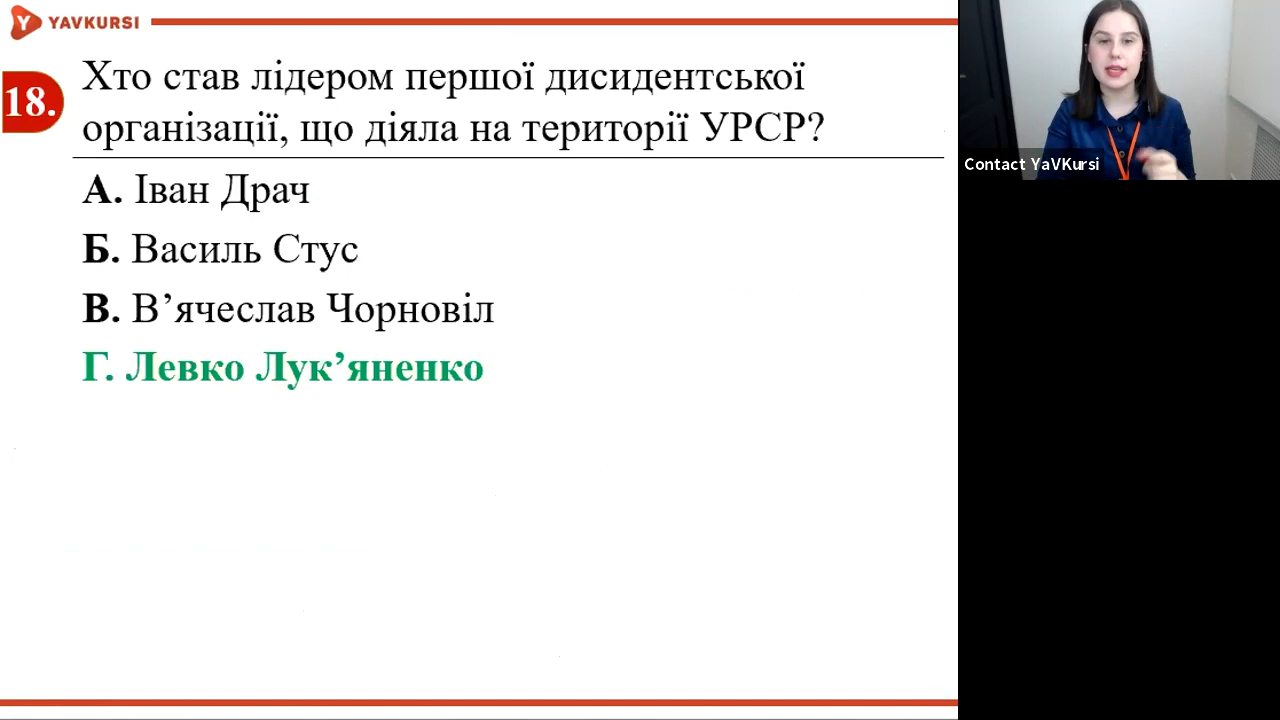 YAVKURSI
18.
Хто став лідером першої дисидентської
організації, що діяла на території УРСР?
А. Іван Драч
Б. Василь Стус
В. В’ячеслав Чорновіл
Г. Левко Лук’яненко
Contact YaVKursi